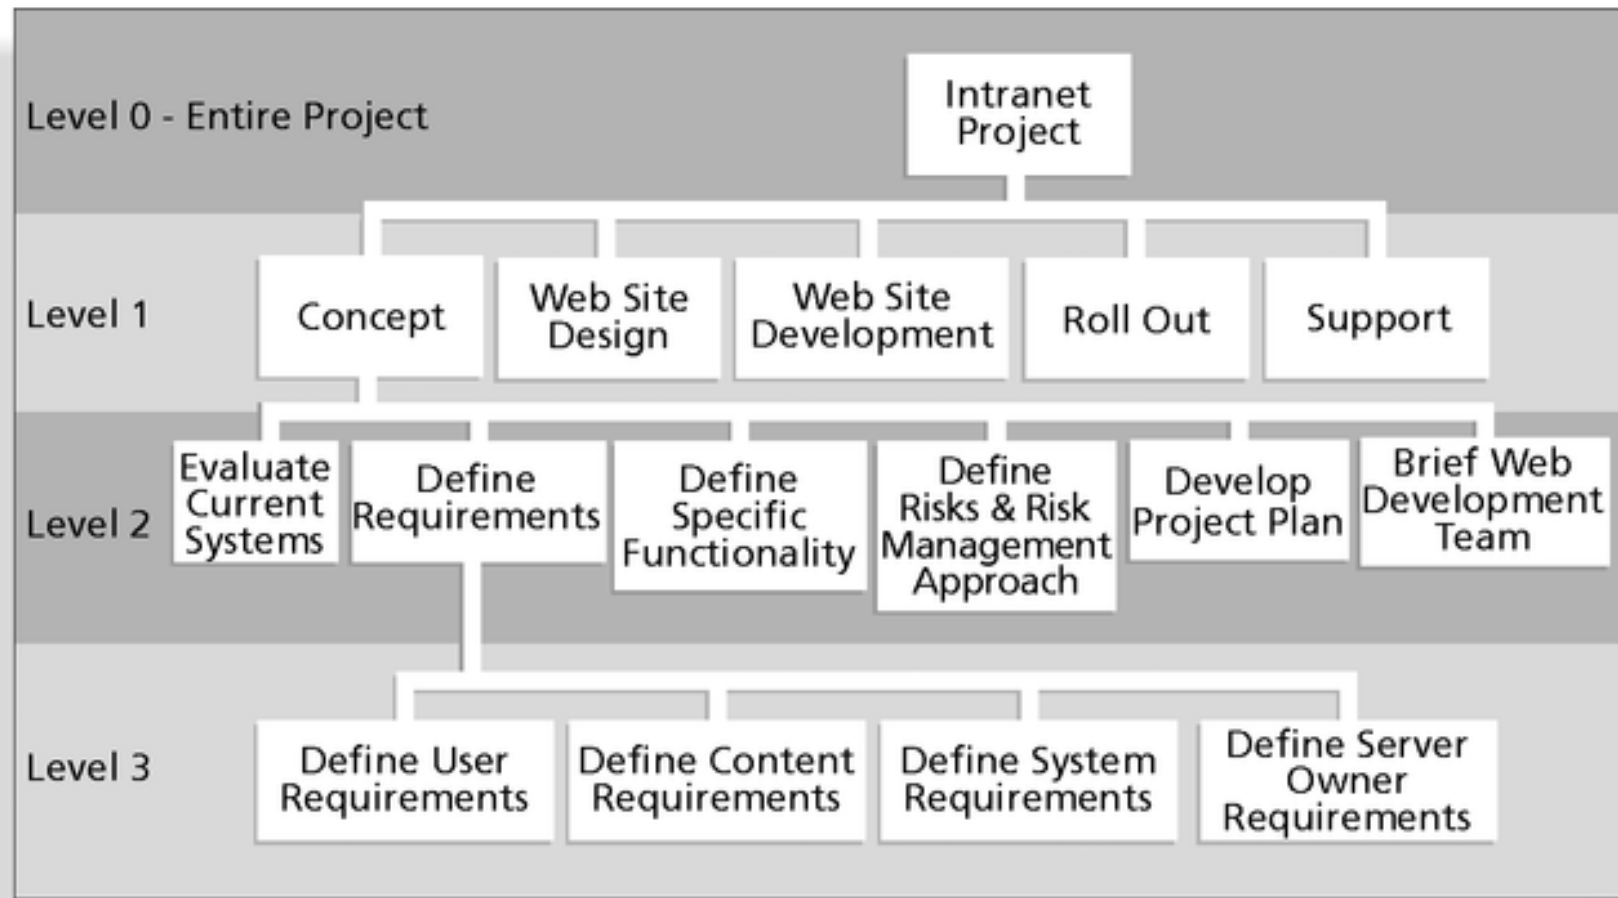 Level 0 - Entire Project
Intranet
Project
Level 1
Concept
Web Site
Design
Web Site
Development
Roll Out
Support
Level 2
Evaluate
Current
Systems
Define
Requirements
Define
Specific
Functionality
Define
Risks & Risk
Management
Approach
Develop
Project Plan
Brief Web
Development
Team
Level 3
Define User
Requirements
Define Content
Requirements
Define System
Requirements
Define Server
Owner
Requirements